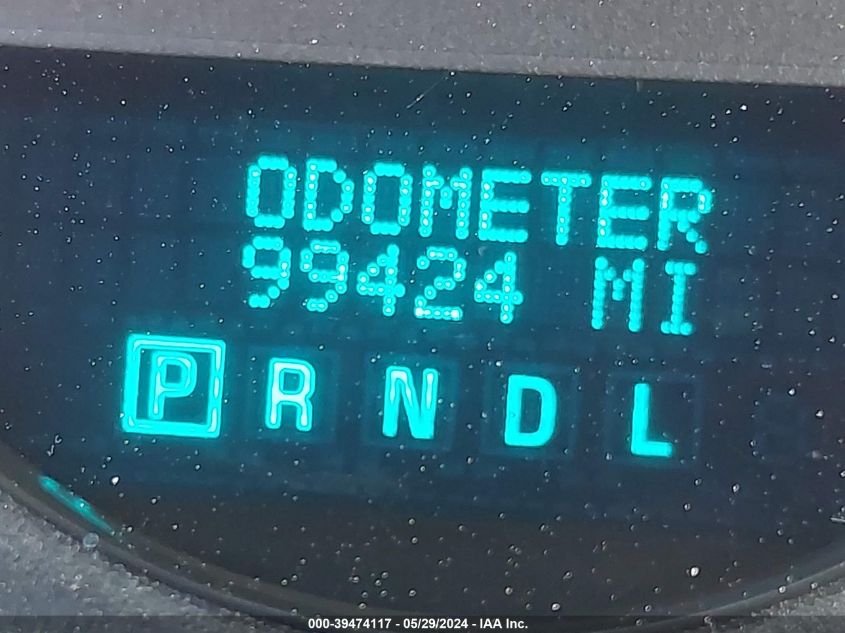 ODOMETER
99424 MI
P R N D L
000-39474117 - 05/29/2024 - IAA Inc.